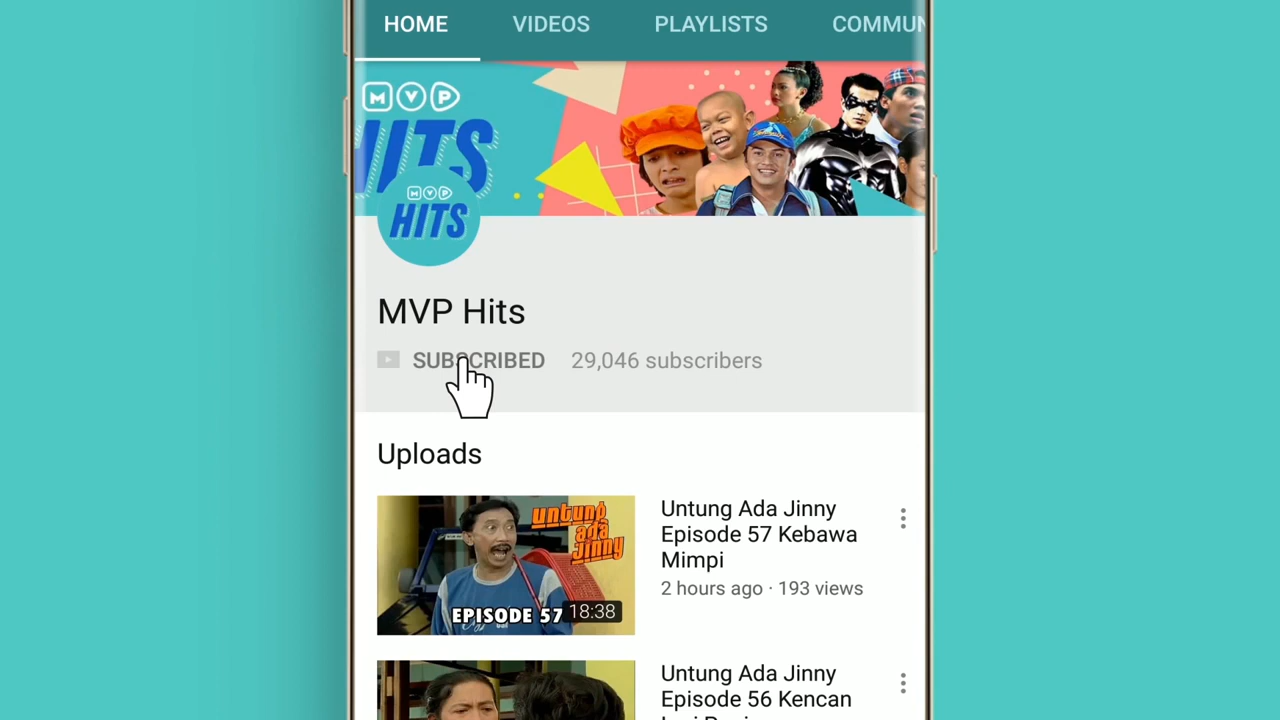 HOME VIDEOS PLAYLISTS COMMUN
MVP
HITS
MVP
HITS
MVP Hits
SUBSCRIBED 29,046 subscribers
Uploads
untung
ada
jinny
EPISODE 57 18:38
Untung Ada Jinny
Episode 57 Kebawa
Mimpi
2 hours ago · 193 views
Untung Ada Jinny
Episode 56 Kencan